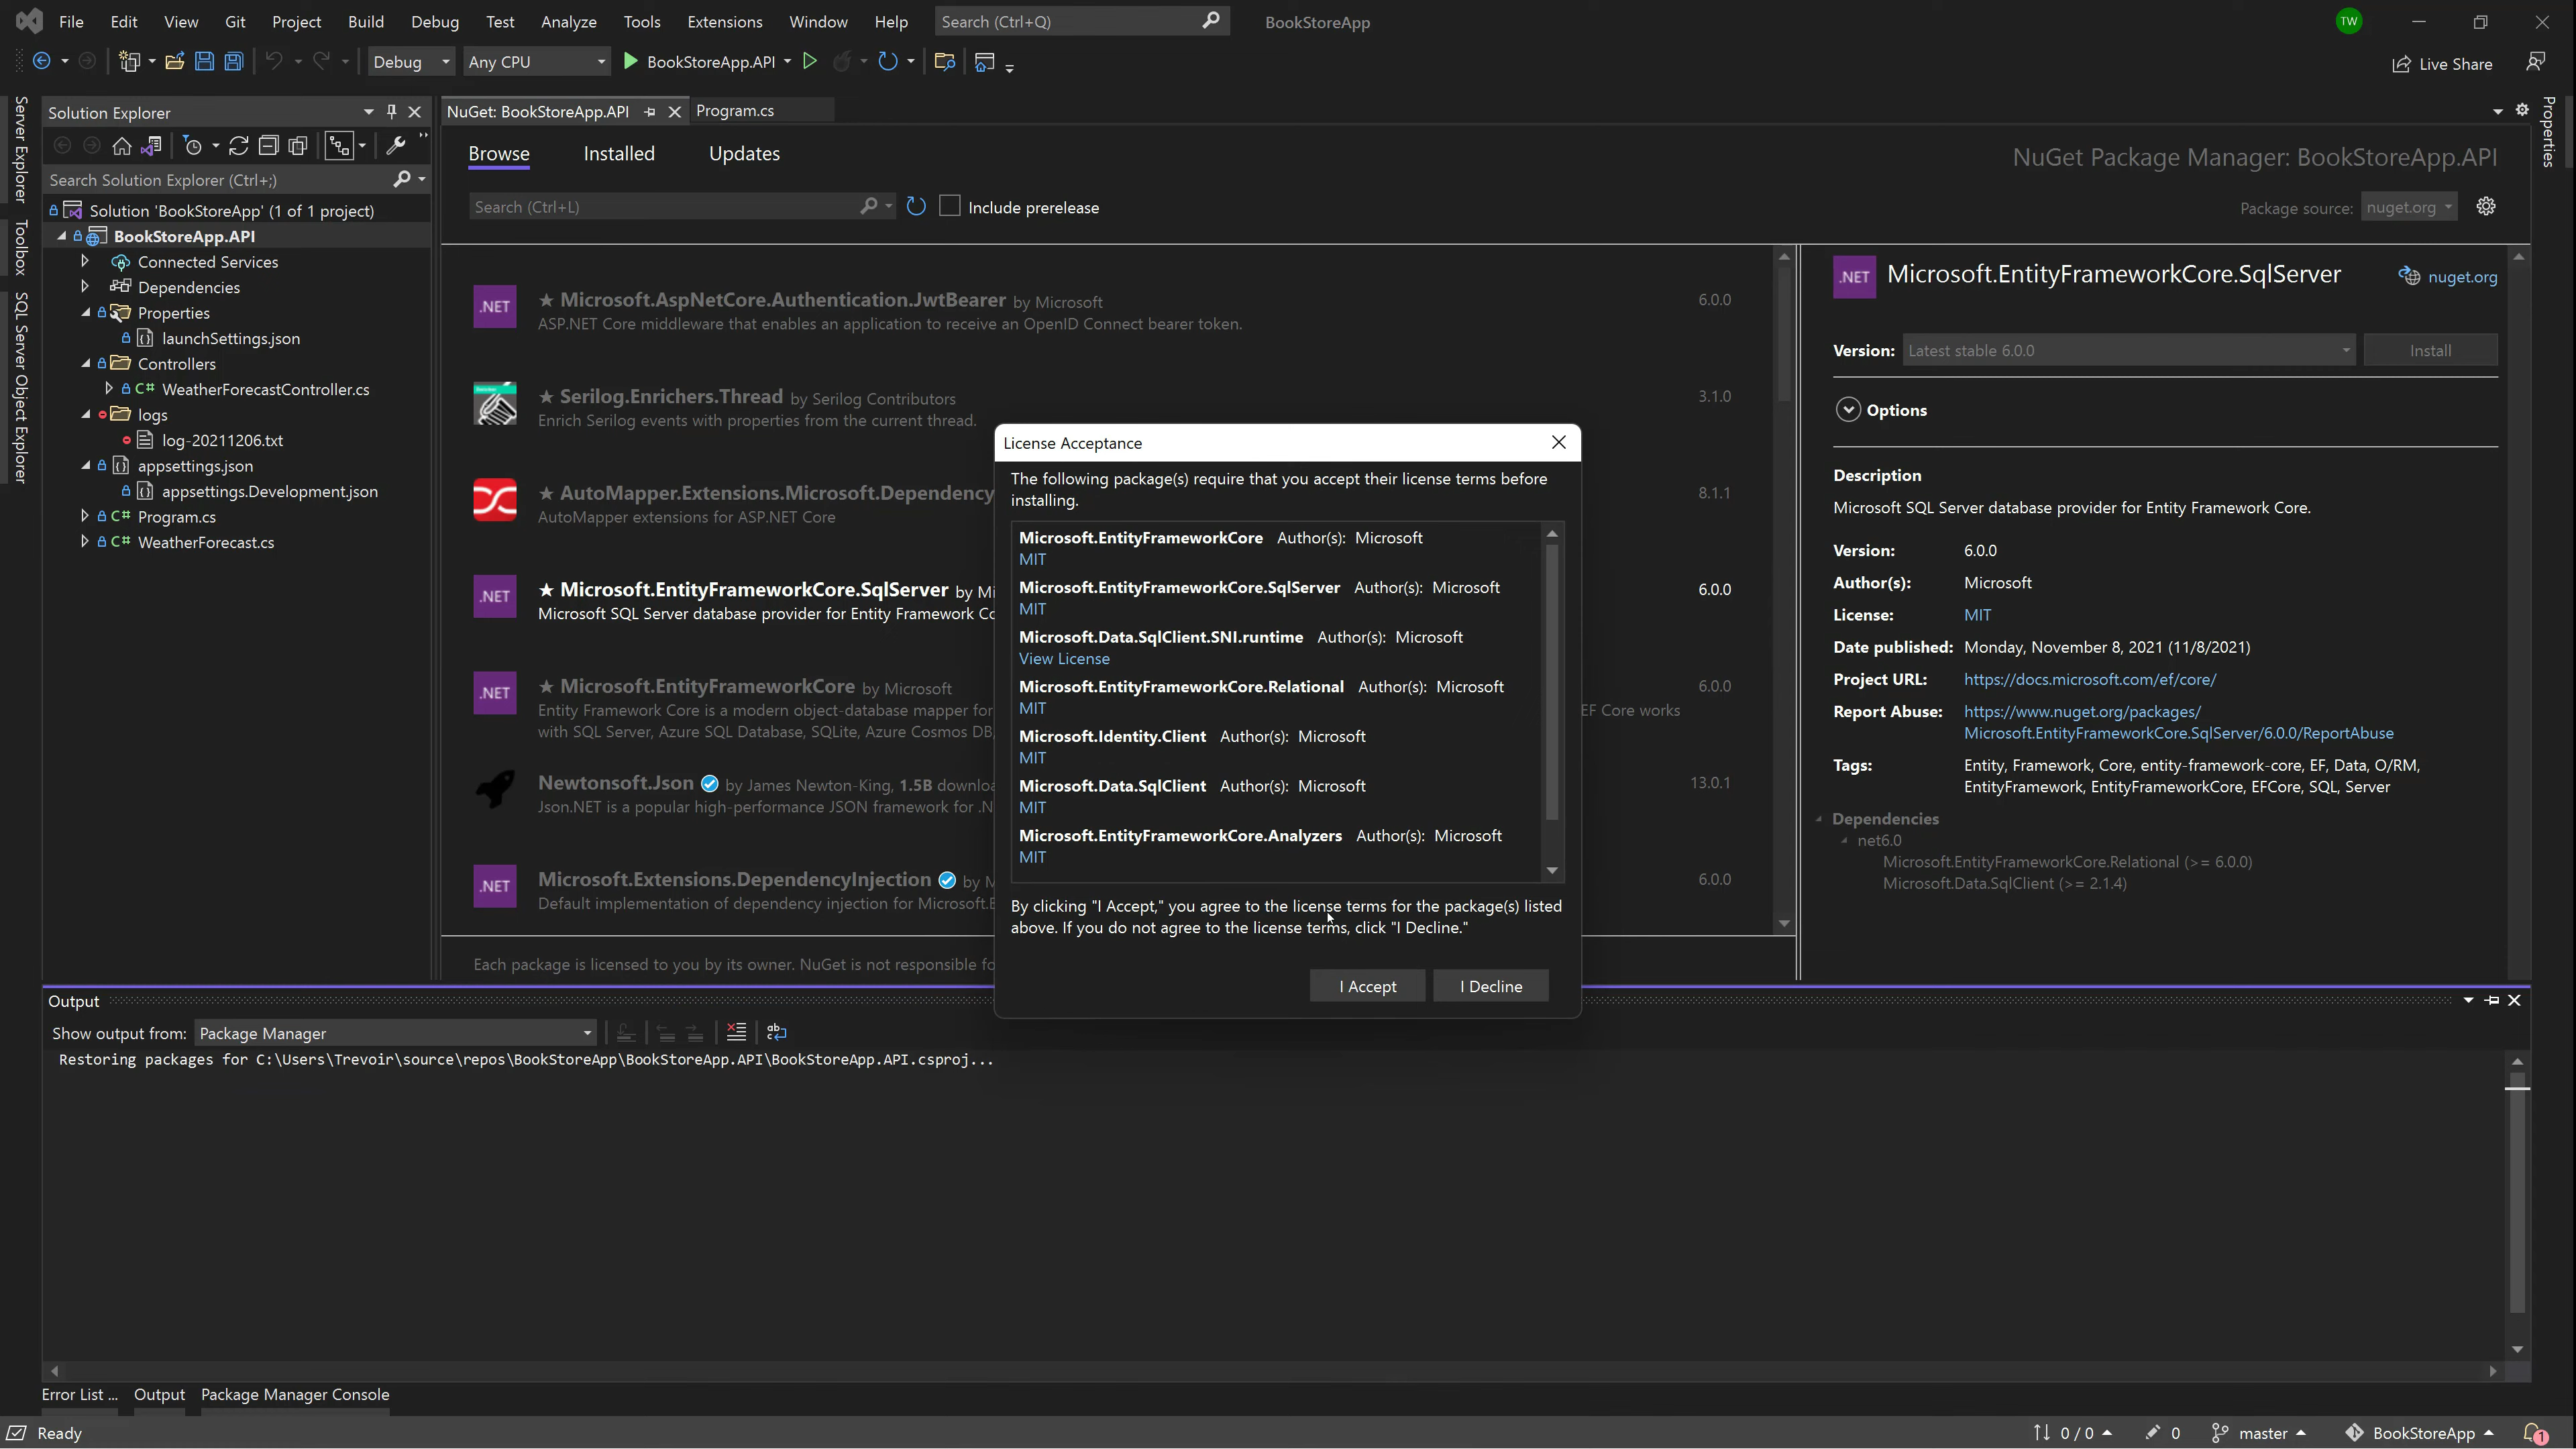 File Edit View Git Project Build Debug Test Analyze Tools Extensions Window Help Search (Ctrl+Q) BookStoreApp TW
Debug Any CPU BookStoreApp.API Live Share
Server Explorer
Toolbox
SQL Server Object Explorer
Solution Explorer
Search Solution Explorer (Ctrl+;)
Solution 'BookStoreApp' (1 of 1 project)
BookStoreApp.API
Connected Services
Dependencies
Properties
launchSettings.json
Controllers
C# WeatherForecastController.cs
logs
log-20211206.txt
appsettings.json
appsettings.Development.json
C# Program.cs
C# WeatherForecast.cs
NuGet: BookStoreApp.API Program.cs
Properties
Browse Installed Updates
NuGet Package Manager: BookStoreApp.API
Search (Ctrl+L) Include prerelease
Package source: nuget.org
.NET Microsoft.AspNetCore.Authentication.JwtBearer by Microsoft 6.0.0
ASP.NET Core middleware that enables an application to receive an OpenID Connect bearer token.
Serilog.Enrichers.Thread by Serilog Contributors 3.1.0
Enrich Serilog events with properties from the current thread.
AutoMapper.Extensions.Microsoft.Dependency 8.1.1
AutoMapper extensions for ASP.NET Core
.NET Microsoft.EntityFrameworkCore.SqlServer by Mi 6.0.0
Microsoft SQL Server database provider for Entity Framework Co
.NET Microsoft.EntityFrameworkCore by Microsoft 6.0.0
Entity Framework Core is a modern object-database mapper for EF Core works
with SQL Server, Azure SQL Database, SQLite, Azure Cosmos DB,
Newtonsoft.Json by James Newton-King, 1.5B downloa 13.0.1
Json.NET is a popular high-performance JSON framework for .N
.NET Microsoft.Extensions.DependencyInjection by M 6.0.0
Default implementation of dependency injection for Microsoft.E
Each package is licensed to you by its owner. NuGet is not responsible fo
License Acceptance
The following package(s) require that you accept their license terms before
installing.
Microsoft.EntityFrameworkCore Author(s): Microsoft
MIT
Microsoft.EntityFrameworkCore.SqlServer Author(s): Microsoft
MIT
Microsoft.Data.SqlClient.SNI.runtime Author(s): Microsoft
View License
Microsoft.EntityFrameworkCore.Relational Author(s): Microsoft
MIT
Microsoft.Identity.Client Author(s): Microsoft
MIT
Microsoft.Data.SqlClient Author(s): Microsoft
MIT
Microsoft.EntityFrameworkCore.Analyzers Author(s): Microsoft
MIT
By clicking "I Accept," you agree to the license terms for the package(s) listed
above. If you do not agree to the license terms, click "I Decline."
I Accept I Decline
.NET Microsoft.EntityFrameworkCore.SqlServer nuget.org
Version: Latest stable 6.0.0 Install
Options
Description
Microsoft SQL Server database provider for Entity Framework Core.
Version: 6.0.0
Author(s): Microsoft
License: MIT
Date published: Monday, November 8, 2021 (11/8/2021)
Project URL: https://docs.microsoft.com/ef/core/
Report Abuse: https://www.nuget.org/packages/
Microsoft.EntityFrameworkCore.SqlServer/6.0.0/ReportAbuse
Tags: Entity, Framework, Core, entity-framework-core, EF, Data, O/RM,
EntityFramework, EntityFrameworkCore, EFCore, SQL, Server
Dependencies
net6.0
Microsoft.EntityFrameworkCore.Relational (>= 6.0.0)
Microsoft.Data.SqlClient (>= 2.1.4)
Output
Show output from: Package Manager
Restoring packages for C:\Users\Trevoir\source\repos\BookStoreApp\BookStoreApp.API\BookStoreApp.API.csproj...
Error List ... Output Package Manager Console
Ready 0 / 0 0 master BookStoreApp 1